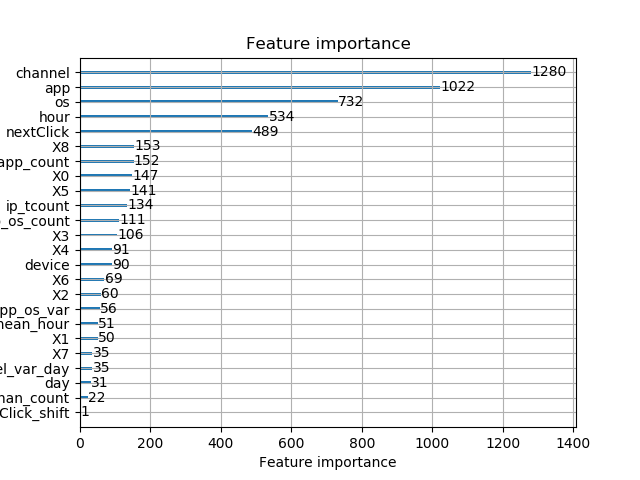 Feature importance
channel 1280
app 1022
os 732
hour 534
nextClick 489
X8 153
app_count 152
X0 147
X5 141
ip_tcount 134
_os_count 111
X3 106
X4 91
device 90
X6 69
X2 60
pp_os_var 56
nean_hour 51
X1 50
X7 35
el_var_day 35
day 31
nan_count 22
Click_shift 1
0 200 400 600 800 1000 1200 1400
Feature importance